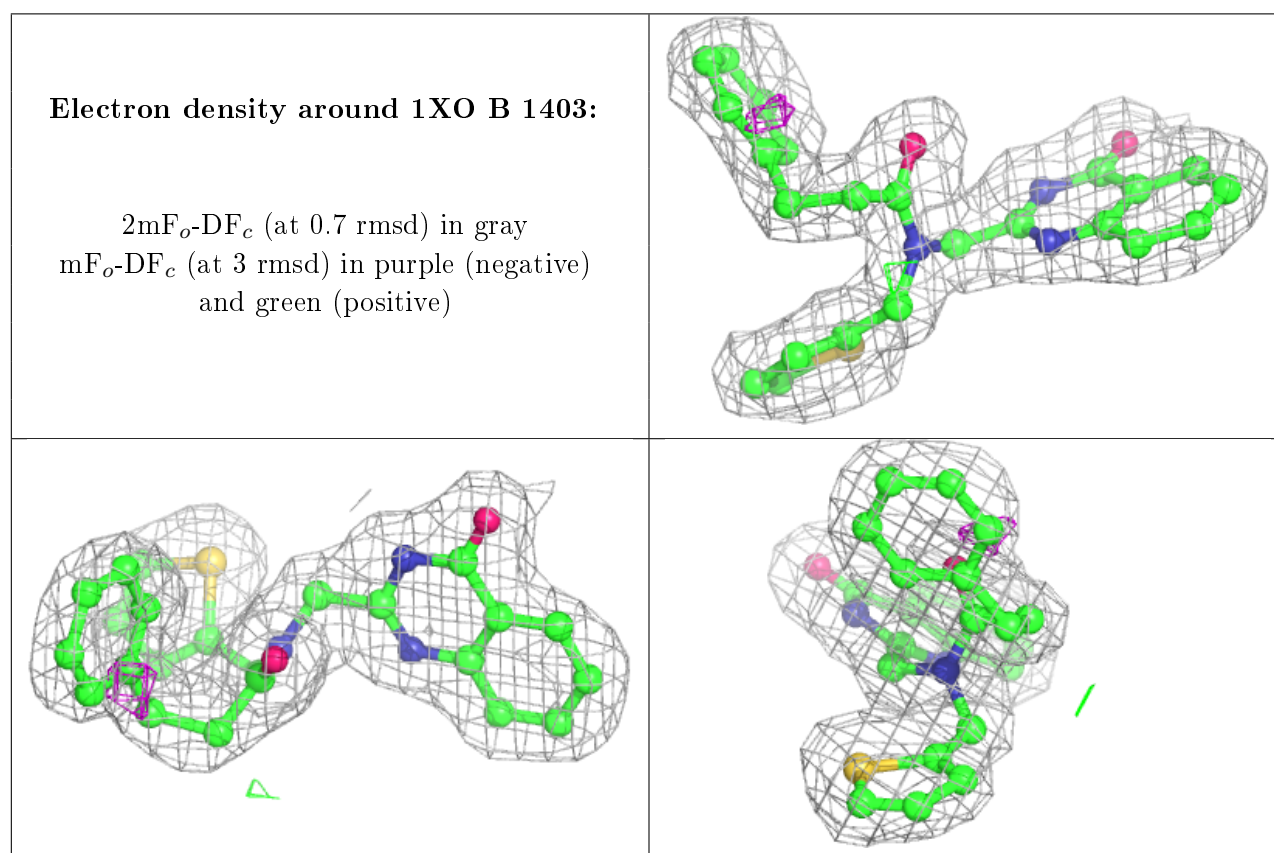 Electron density around 1XO B 1403:
2mFo-DFc (at 0.7 rmsd) in gray
mFo-DFc (at 3 rmsd) in purple (negative)
and green (positive)